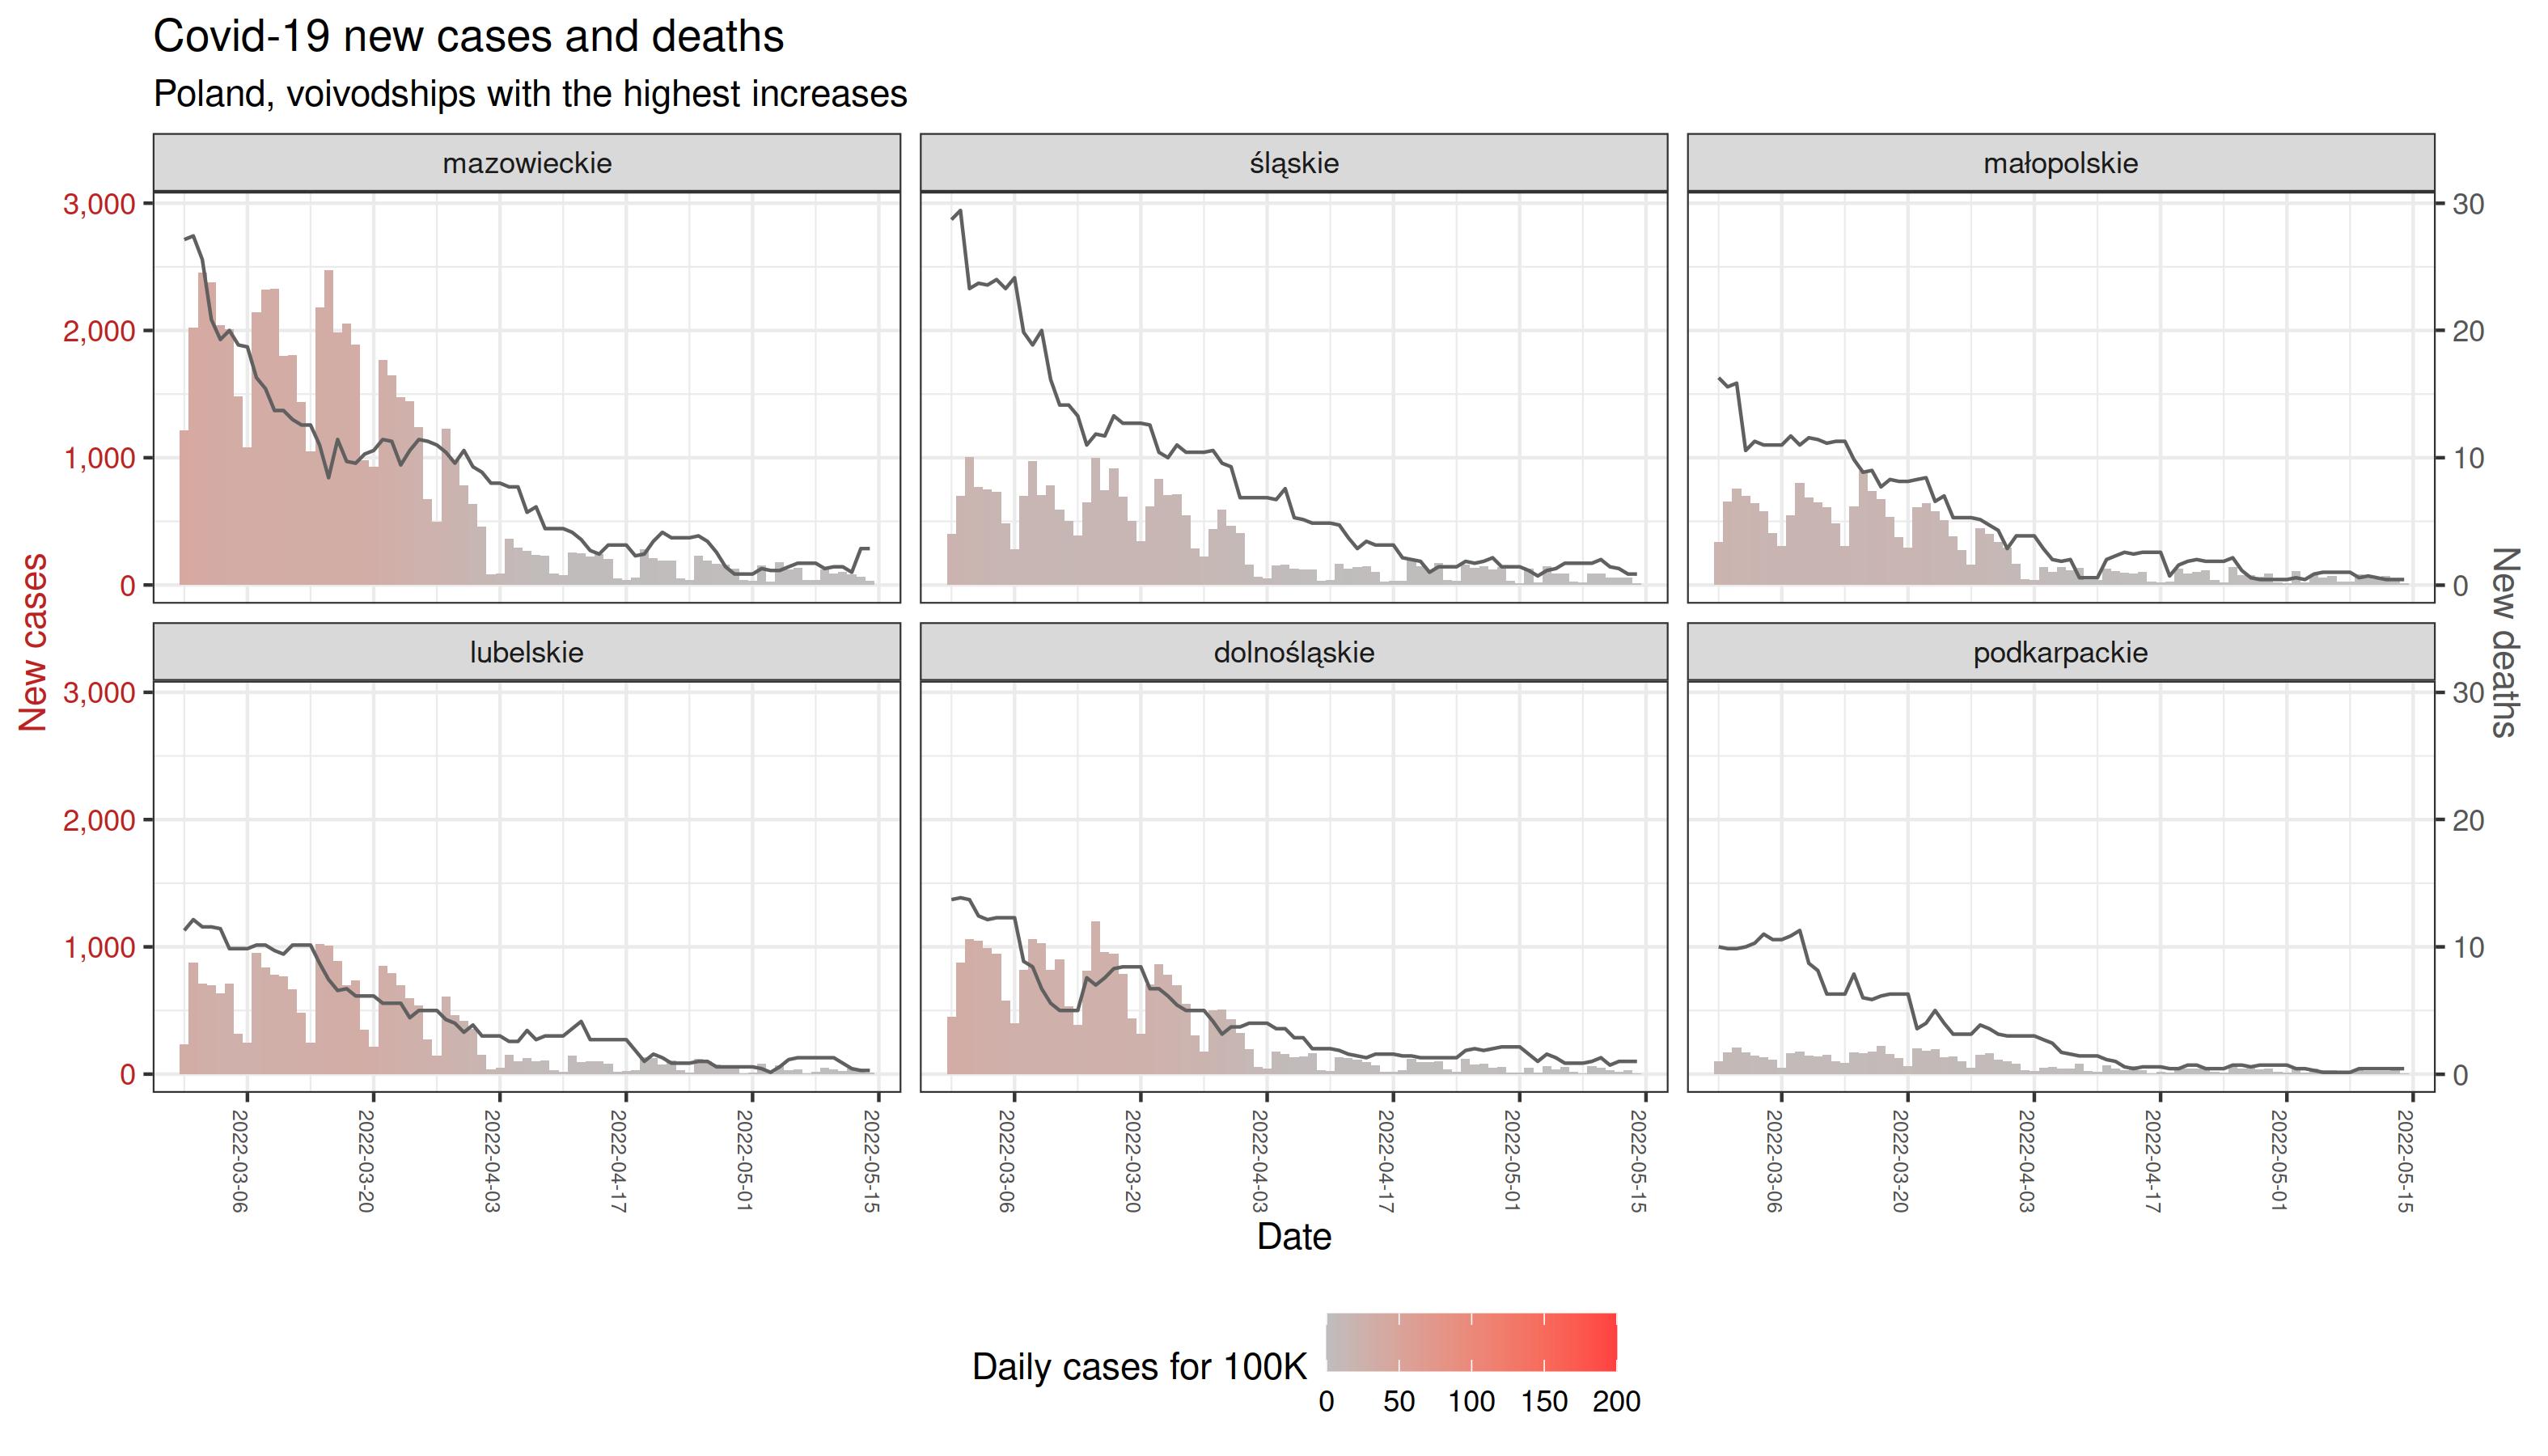 Covid-19 new cases and deaths
Poland, voivodships with the highest increases
mazowieckie
śląskie
małopolskie
3,000
2,000
1,000
0
30
20
10
0
lubelskie
dolnośląskie
podkarpackie
3,000
2,000
1,000
0
30
20
10
0
New cases
New deaths
2022-03-06
2022-03-20
2022-04-03
2022-04-17
2022-05-01
2022-05-15
2022-03-06
2022-03-20
2022-04-03
2022-04-17
2022-05-01
2022-05-15
2022-03-06
2022-03-20
2022-04-03
2022-04-17
2022-05-01
2022-05-15
Date
Daily cases for 100K
0 50 100 150 200